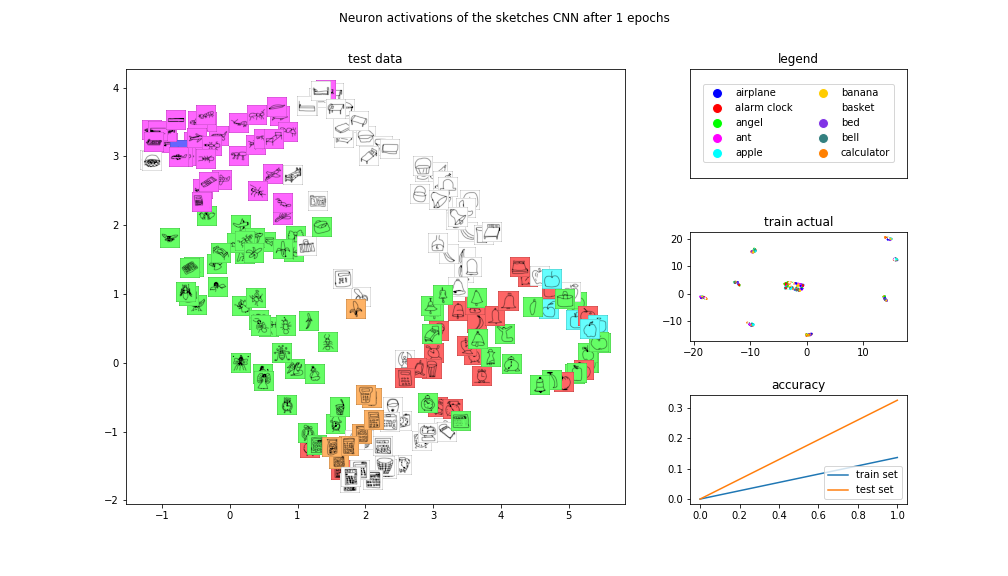 Neuron activations of the sketches CNN after 1 epochs
test data
4
3
2
1
0
−1
−2
−1
0
1
2
3
4
5
legend
airplane
alarm clock
angel
ant
apple
banana
basket
bed
bell
calculator
train actual
20
10
0
−10
−20
−10
0
10
accuracy
0.3
0.2
0.1
0.0
train set
test set
0.0
0.2
0.4
0.6
0.8
1.0